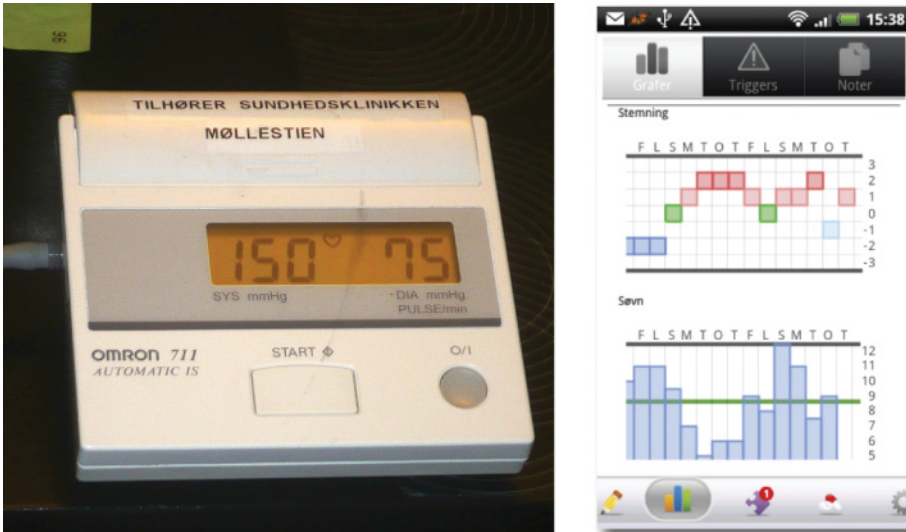 96
TILHØRER SUNDHEDSKLINIKKEN
MØLLESTIEN
150 75
SYS mmHg DIA mmHg
PULSE/min
OMRON 711
AUTOMATIC IS
START O/I
15:38
Grafer Triggers Noter
Stemning
F L S M T O T F L S M T O T
3
2
1
0
-1
-2
-3
Søvn
F L S M T O T F L S M T O T
12
11
10
9
8
7
6
5
1